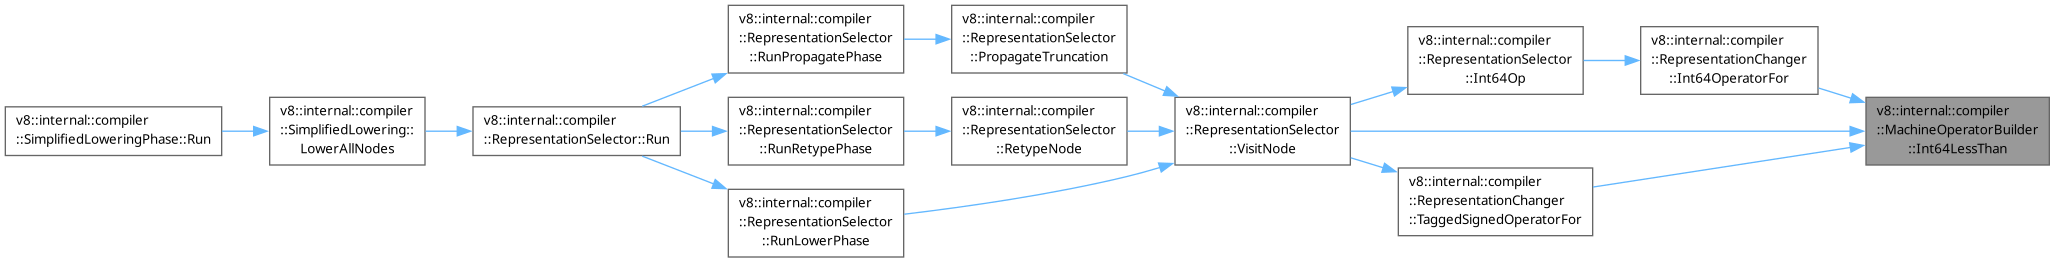 v8::internal::compiler
::SimplifiedLoweringPhase::Run
v8::internal::compiler
::SimplifiedLowering::
LowerAllNodes
v8::internal::compiler
::RepresentationSelector::Run
v8::internal::compiler
::RepresentationSelector
::RunPropagatePhase
v8::internal::compiler
::RepresentationSelector
::RunRetypePhase
v8::internal::compiler
::RepresentationSelector
::RunLowerPhase
v8::internal::compiler
::RepresentationSelector
::PropagateTruncation
v8::internal::compiler
::RepresentationSelector
::RetypeNode
v8::internal::compiler
::RepresentationSelector
::VisitNode
v8::internal::compiler
::RepresentationSelector
::Int64Op
v8::internal::compiler
::RepresentationChanger
::TaggedSignedOperatorFor
v8::internal::compiler
::RepresentationChanger
::Int64OperatorFor
v8::internal::compiler
::MachineOperatorBuilder
::Int64LessThan